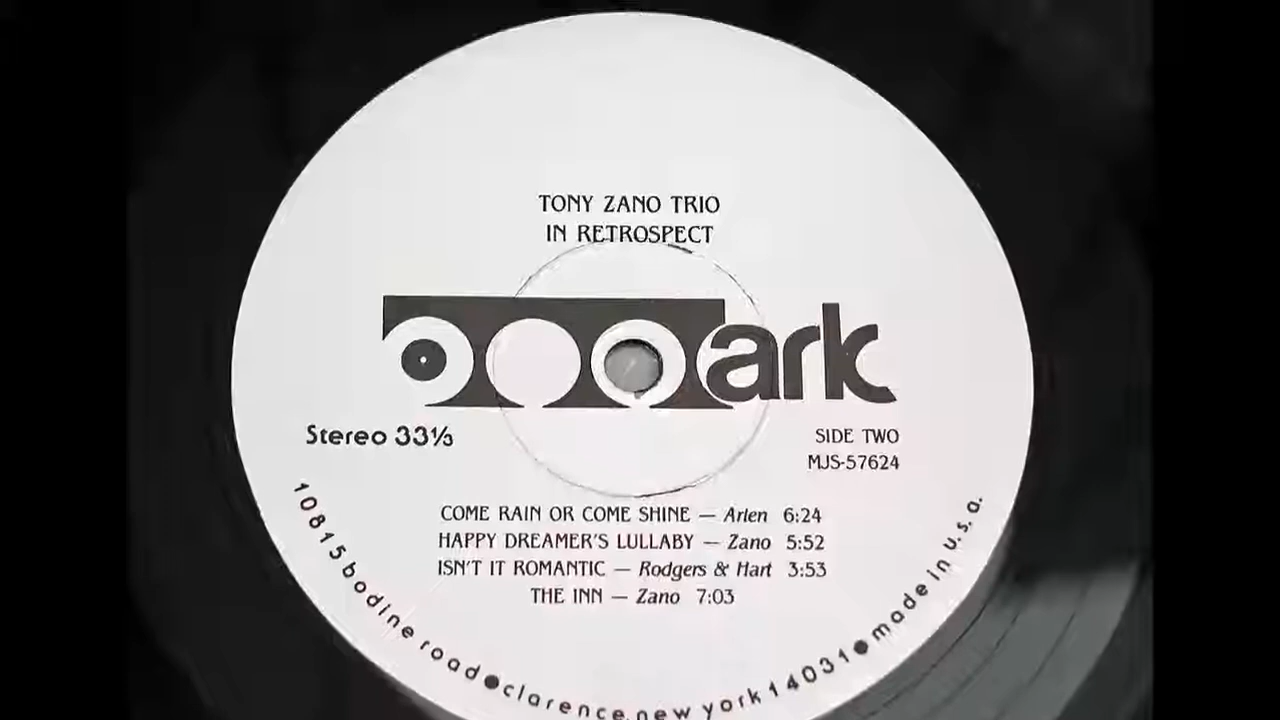 TONY ZANO TRIO
IN RETROSPECT
Mark
Stereo 33⅓
SIDE TWO
MJS-57624
COME RAIN OR COME SHINE — Arlen 6:24
HAPPY DREAMER'S LULLABY — Zano 5:52
ISN'T IT ROMANTIC — Rodgers & Hart 3:53
THE INN — Zano 7:03
10815 bodine road ● clarence, new york 14031 ● made in u.s.a.